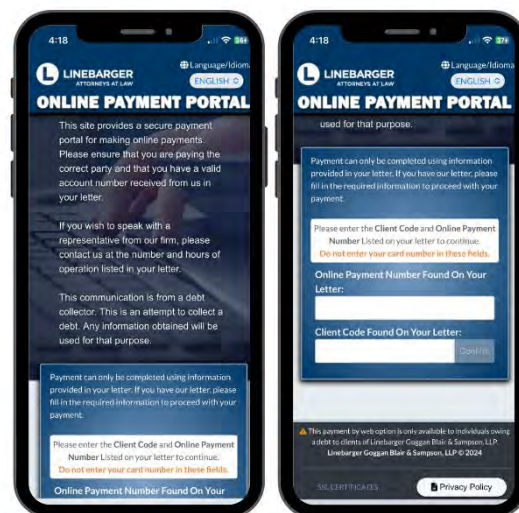 4:18
Language/Idioma
LINEBARGER
ATTORNEYS AT LAW
ENGLISH
ONLINE PAYMENT PORTAL
This site provides a secure payment
portal for making online payments.
Please ensure that you are paying the
correct party and that you have a valid
account number received from us in
your letter.
If you wish to speak with a
representative from our firm, please
contact us at the number and hours of
operation listed in your letter.
This communication is from a debt
collector. This is an attempt to collect a
debt. Any information obtained will be
used for that purpose.
Payment can only be completed using information
provided in your letter. If you have our letter, please
fill in the required information to proceed with your
payment.
Please enter the Client Code and Online Payment
Number Listed on your letter to continue.
Do not enter your card number in these fields.
Online Payment Number Found On Your
4:18
Language/Idioma
LINEBARGER
ATTORNEYS AT LAW
ENGLISH
ONLINE PAYMENT PORTAL
used for that purpose.
Payment can only be completed using information
provided in your letter. If you have our letter, please
fill in the required information to proceed with your
payment.
Please enter the Client Code and Online Payment
Number Listed on your letter to continue.
Do not enter your card number in these fields.
Online Payment Number Found On Your
Letter:
Client Code Found On Your Letter:
Confirm
This payment by web option is only available to individuals owing
a debt to clients of Linebarger Goggan Blair & Sampson, LLP.
Linebarger Goggan Blair & Sampson, LLP © 2024
SSL CERTIFICATES
Privacy Policy